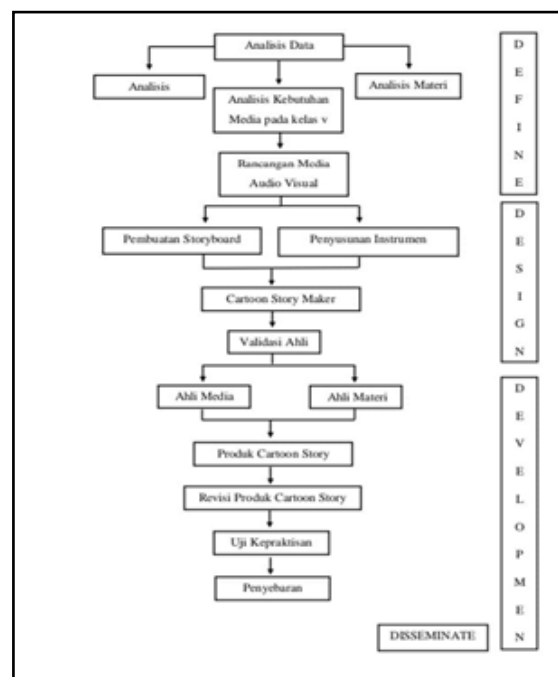 Analisis Data
Analisis
Analisis Materi
Analisis Kebutuhan
Media pada kelas v
Rancangan Media
Audio Visual
Pembuatan Storyboard
Penyusunan Instrumen
Cartoon Story Maker
Validasi Ahli
Ahli Media
Ahli Materi
Produk Cartoon Story
Revisi Produk Cartoon Story
Uji Kepraktisan
Penyebaran
DISSEMINATE
D
E
F
I
N
E
D
E
S
I
G
N
D
E
V
E
L
O
P
M
E
N